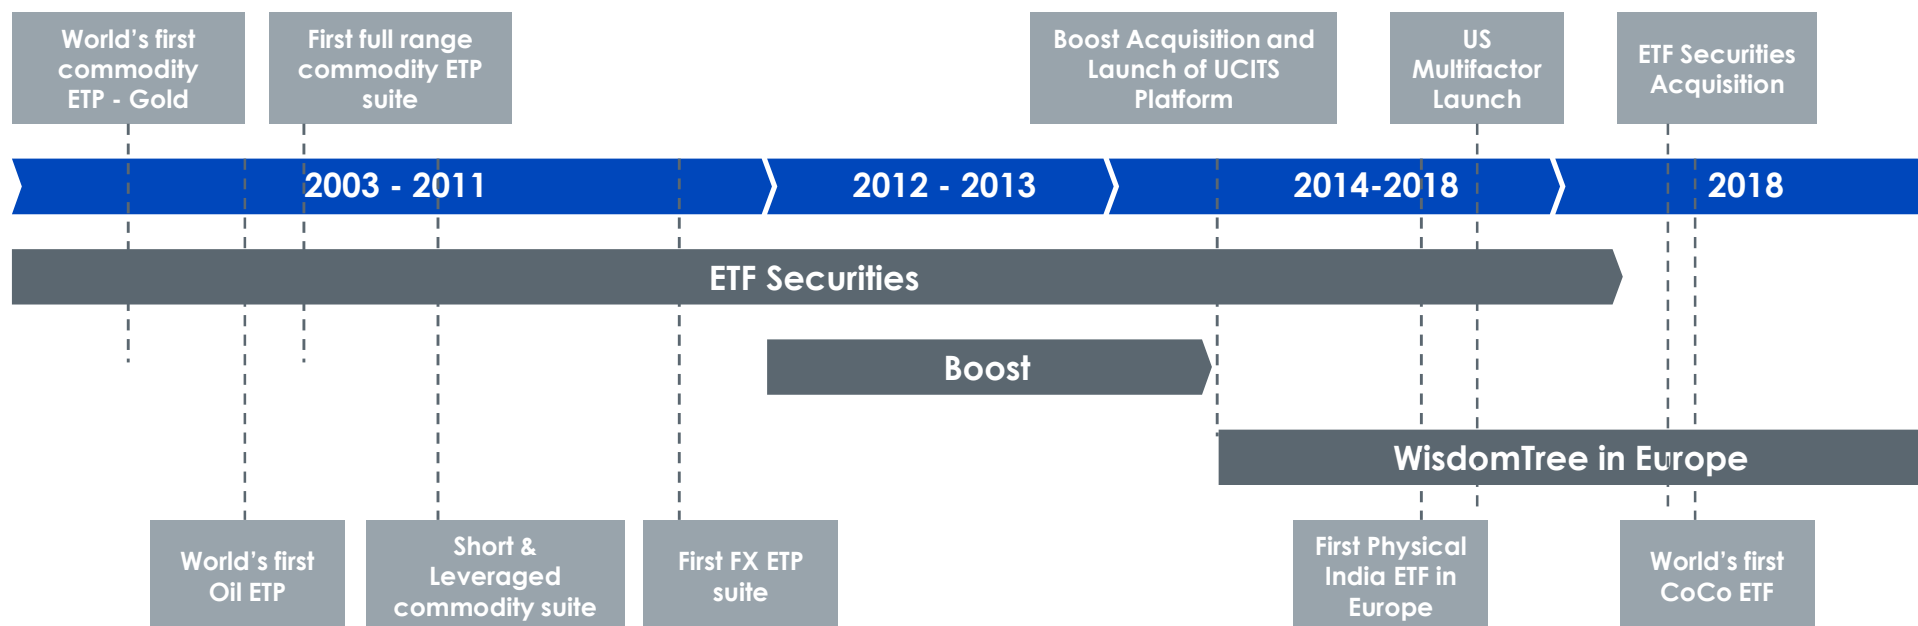 World’s first
commodity
ETP - Gold
First full range
commodity ETP
suite
Boost Acquisition and
Launch of UCITS
Platform
US
Multifactor
Launch
ETF Securities
Acquisition
2003 - 2011
2012 - 2013
2014-2018
2018
ETF Securities
Boost
WisdomTree in Europe
World’s first
Oil ETP
Short &
Leveraged
commodity suite
First FX ETP
suite
First Physical
India ETF in
Europe
World’s first
CoCo ETF